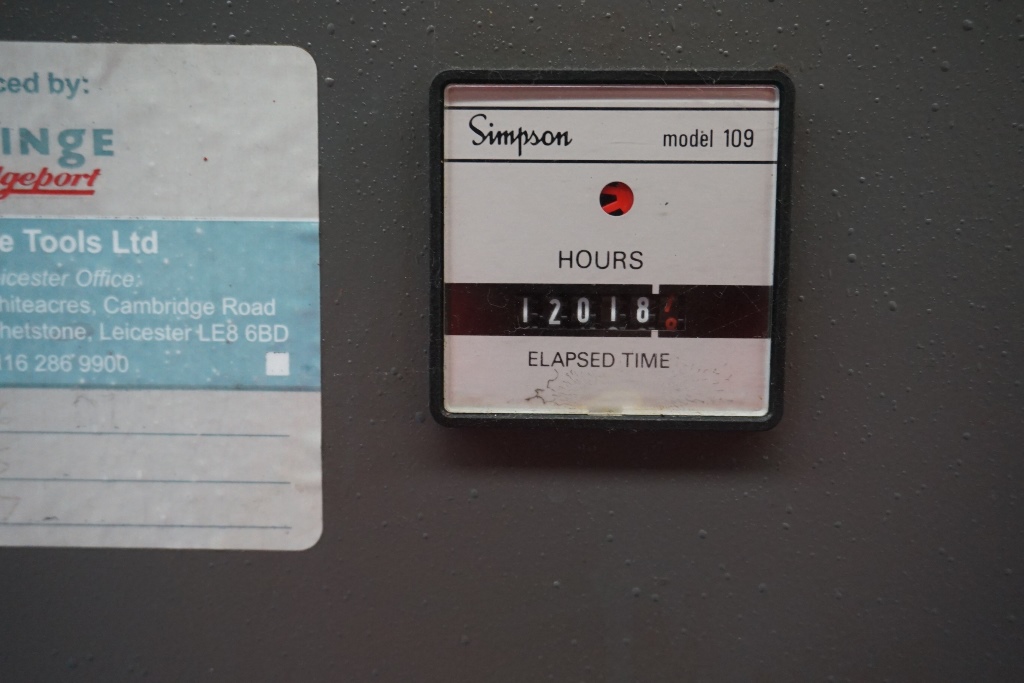 ced by:
INGE
dgeport
e Tools Ltd
icester Office:
hiteacres, Cambridge Road
hetstone, Leicester LE8 6BD
116 286 9900
Simpson model 109
HOURS
12018
ELAPSED TIME